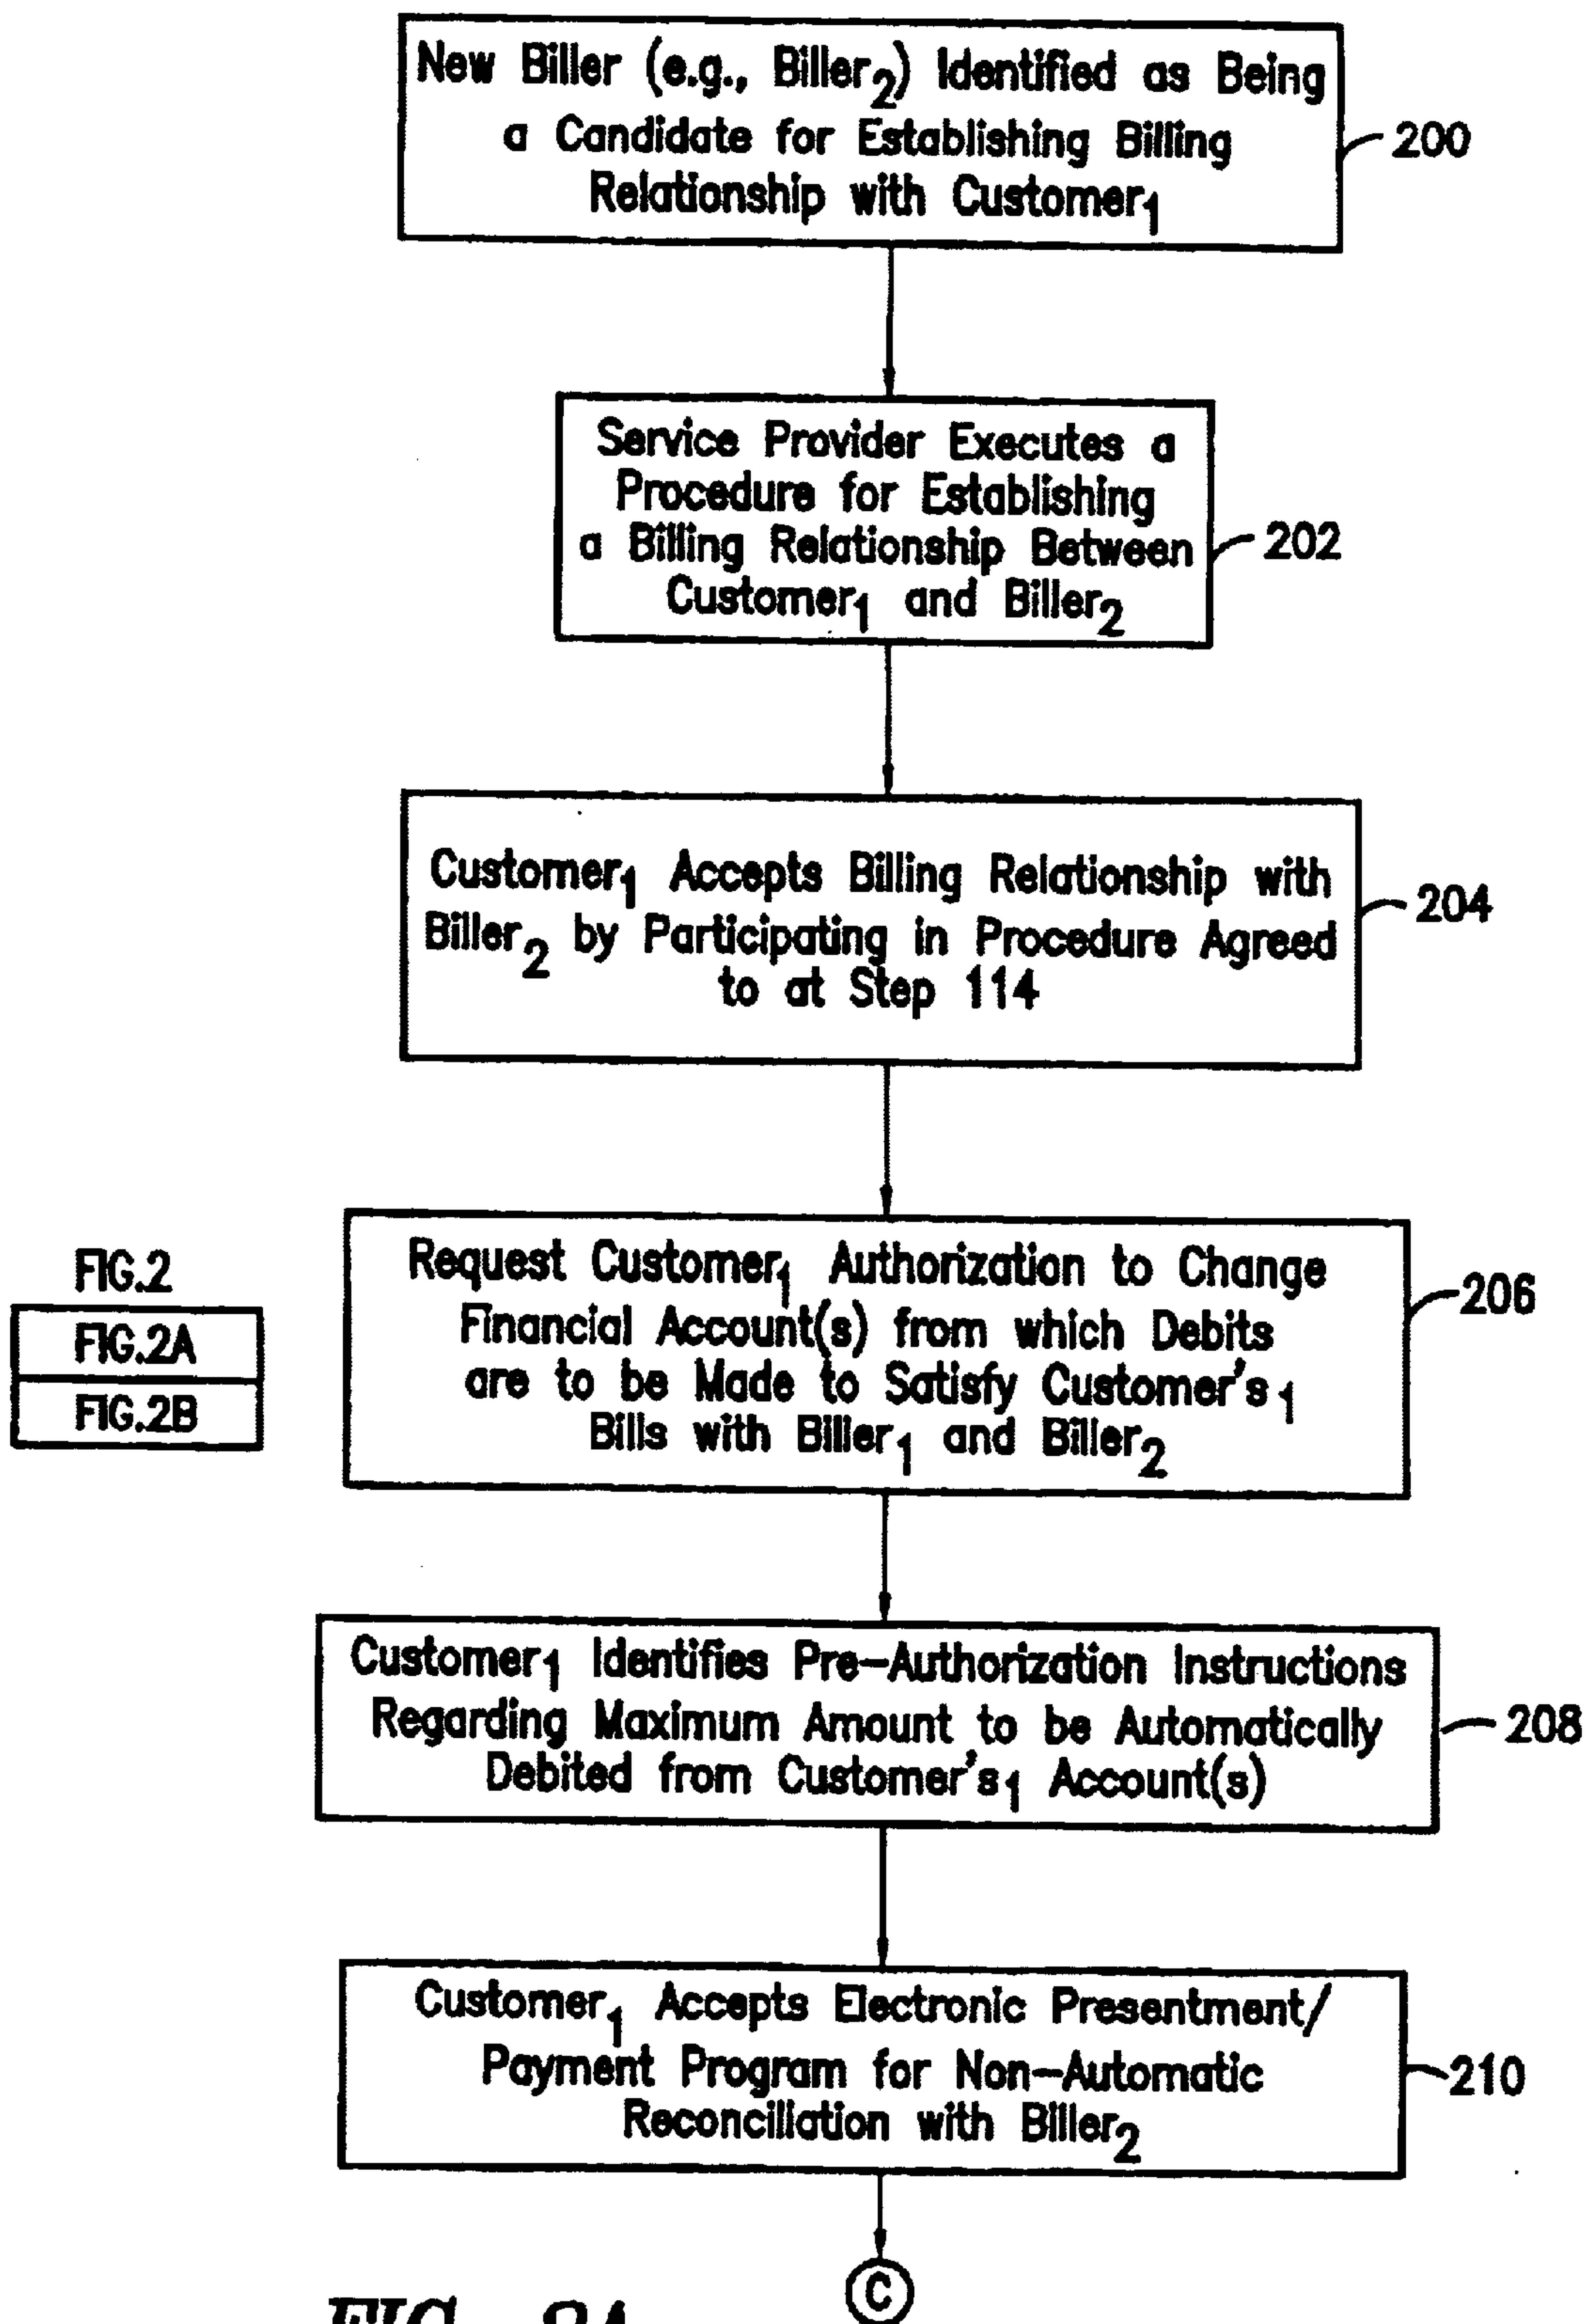 New Biller (e.g., Biller₂) Identified as Being
a Candidate for Establishing Billing
Relationship with Customer₁
200
Service Provider Executes a
Procedure for Establishing
a Billing Relationship Between
Customer₁ and Biller₂
202
Customer₁ Accepts Billing Relationship with
Biller₂ by Participating in Procedure Agreed
to at Step 114
204
Request Customer₁ Authorization to Change
Financial Account(s) from which Debits
are to be Made to Satisfy Customer's₁
Bills with Biller₁ and Biller₂
206
FIG.2
FIG.2A
FIG.2B
Customer₁ Identifies Pre-Authorization Instructions
Regarding Maximum Amount to be Automatically
Debited from Customer's₁ Account(s)
208
Customer₁ Accepts Electronic Presentment/
Payment Program for Non-Automatic
Reconciliation with Biller₂
210
C
FIG. 2A